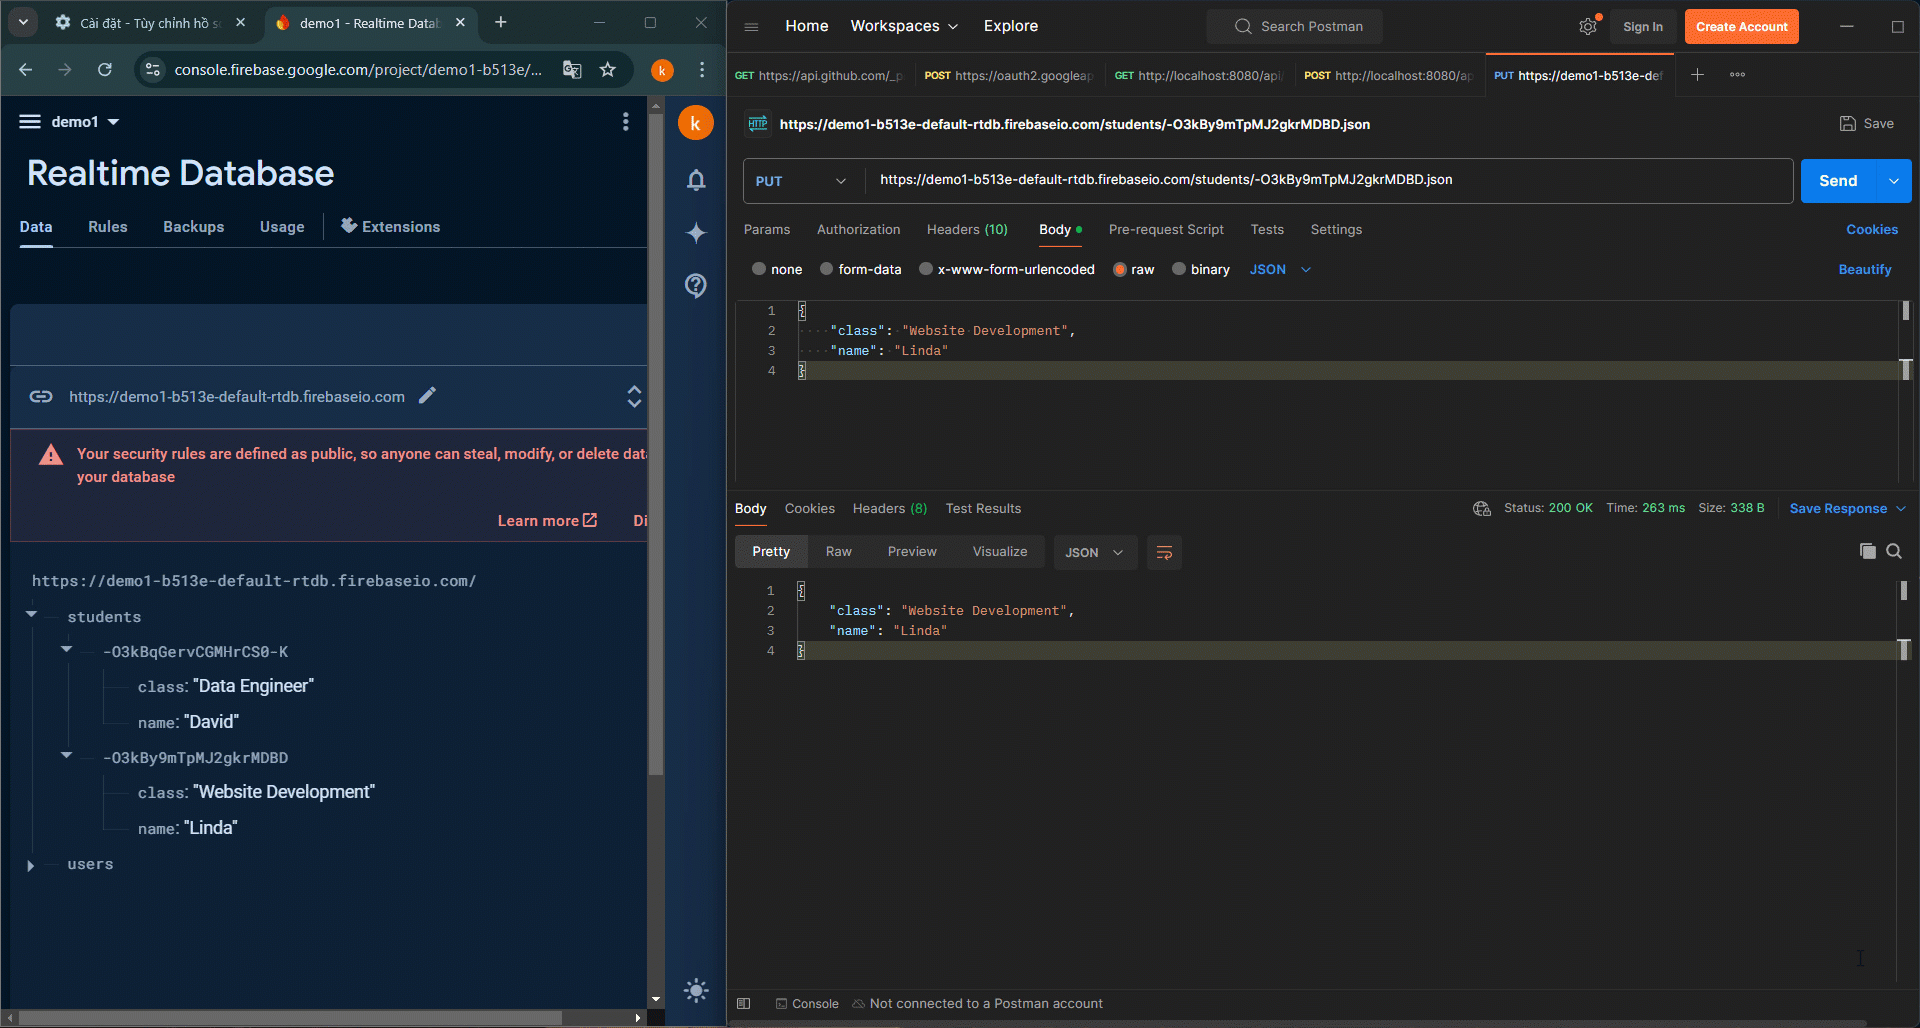 Cài đặt - Tùy chỉnh hồ s
demo1 - Realtime Datab
console.firebase.google.com/project/demo1-b513e/...
k
demo1
k
Realtime Database
Data
Rules
Backups
Usage
Extensions
https://demo1-b513e-default-rtdb.firebaseio.com
Your security rules are defined as public, so anyone can steal, modify, or delete data
your database
Learn more
Di
https://demo1-b513e-default-rtdb.firebaseio.com/
students
-O3kBqGervCGMHrCS0-K
class: "Data Engineer"
name: "David"
-O3kBy9mTpMJ2gkrMDBD
class: "Website Development"
name: "Linda"
users
Home
Workspaces
Explore
Search Postman
Sign In
Create Account
GET https://api.github.com/_p
POST https://oauth2.googleap
GET http://localhost:8080/api/
POST http://localhost:8080/ap
PUT https://demo1-b513e-def
HTTP
https://demo1-b513e-default-rtdb.firebaseio.com/students/-O3kBy9mTpMJ2gkrMDBD.json
Save
PUT
https://demo1-b513e-default-rtdb.firebaseio.com/students/-O3kBy9mTpMJ2gkrMDBD.json
Send
Params
Authorization
Headers (10)
Body
Pre-request Script
Tests
Settings
Cookies
none
form-data
x-www-form-urlencoded
raw
binary
JSON
Beautify
1 {
2 "class": "Website Development",
3 "name": "Linda"
4 }
Body
Cookies
Headers (8)
Test Results
Status: 200 OK
Time: 263 ms
Size: 338 B
Save Response
Pretty
Raw
Preview
Visualize
JSON
1 {
2 "class": "Website Development",
3 "name": "Linda"
4 }
Console
Not connected to a Postman account